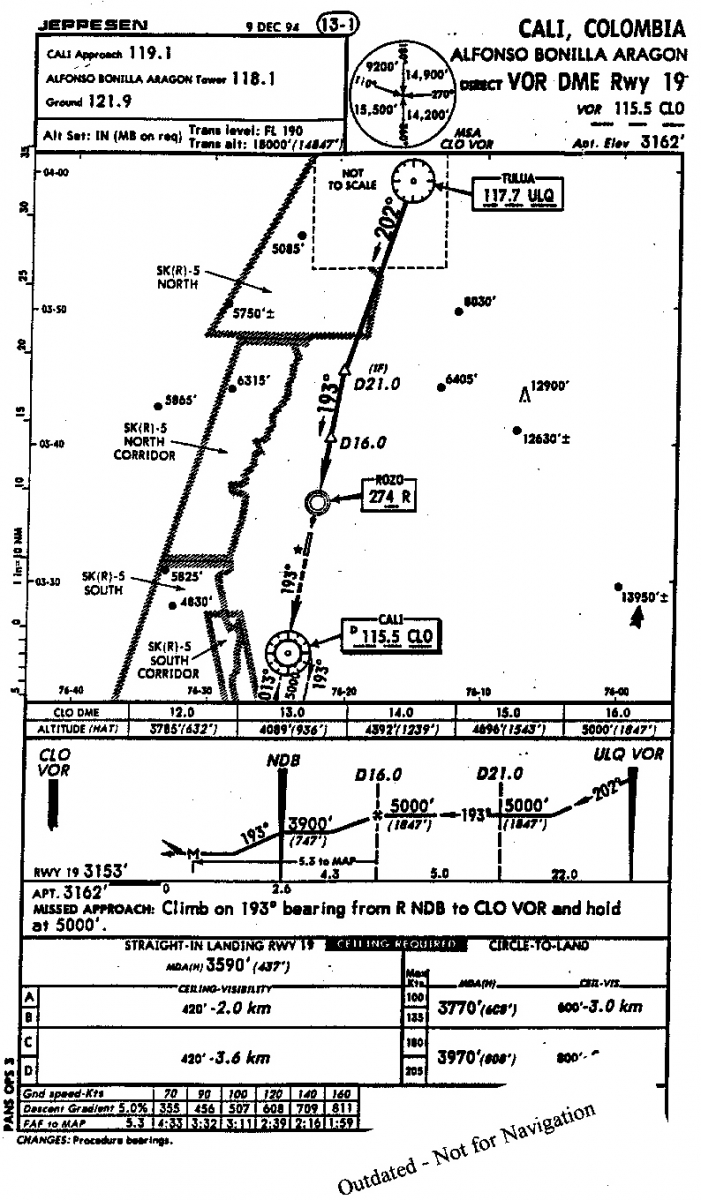 JEPPESEN 9 DEC 94 13-1 CALI, COLOMBIA
ALFONSO BONILLA ARAGON
DIRECT VOR DME Rwy 19
VOR 115.5 CLO
Apt. Elev 3162'
CALI Approach 119.1
ALFONSO BONILLA ARAGON Tower 118.1
Ground 121.9
Alt Set: IN (MB on req) Trans level: FL 190
Trans alt: 18000'(14847')
9200' 14,900'
270°
15,500' 14,200'
MSA
CLO VOR
NOT
TO SCALE
TULUA
117.7 ULQ
202°
5085'
SK(R)-5
NORTH
5750'±
8030'
(IF)
D21.0
193°
6405'
12900'
12630'±
5865'
6315'
SK(R)-5
NORTH
CORRIDOR
D16.0
ROZO
274 R
193°
SK(R)-5
SOUTH
5825'
4830'
SK(R)-5
SOUTH
CORRIDOR
CALI
D 115.5 CLO
013°
5000
193°
13950'±
04-00
03-50
03-40
03-30
35
30
25
20
15
10
1 in=10 NM
0
5
76-40 76-30 76-20 76-10 76-00
CLO DME 12.0 13.0 14.0 15.0 16.0
ALTITUDE (HAT) 3785'(632') 4089'(936') 4392'(1239') 4696'(1543') 5000'(1847')
CLO
VOR
NDB
D16.0
D21.0
ULQ VOR
202°
5000'
(1847')
193°
5000'
(1847')
3900'
(747')
193°
M
5.3 to MAP
RWY 19 3153'
0 2.6 4.3 5.0 22.0
APT. 3162'
MISSED APPROACH: Climb on 193° bearing from R NDB to CLO VOR and hold
at 5000'.
STRAIGHT-IN LANDING RWY 19 CEILING REQUIRED CIRCLE-TO-LAND
MDA(H) 3590'(437')
CEILING-VISIBILITY
Max
Kts
MDA(H) CEIL-VIS
A
B
420'-2.0 km
100
135
3770'(608') 600'-3.0 km
C
D
420'-3.6 km
180
205
3970'(808') 800'-
PANS OPS 3
Gnd speed-Kts 70 90 100 120 140 160
Descent Gradient 5.0% 355 456 507 608 709 811
FAF to MAP 5.3 4:33 3:32 3:11 2:39 2:16 1:59
CHANGES: Procedure bearings.
Outdated - Not for Navigation